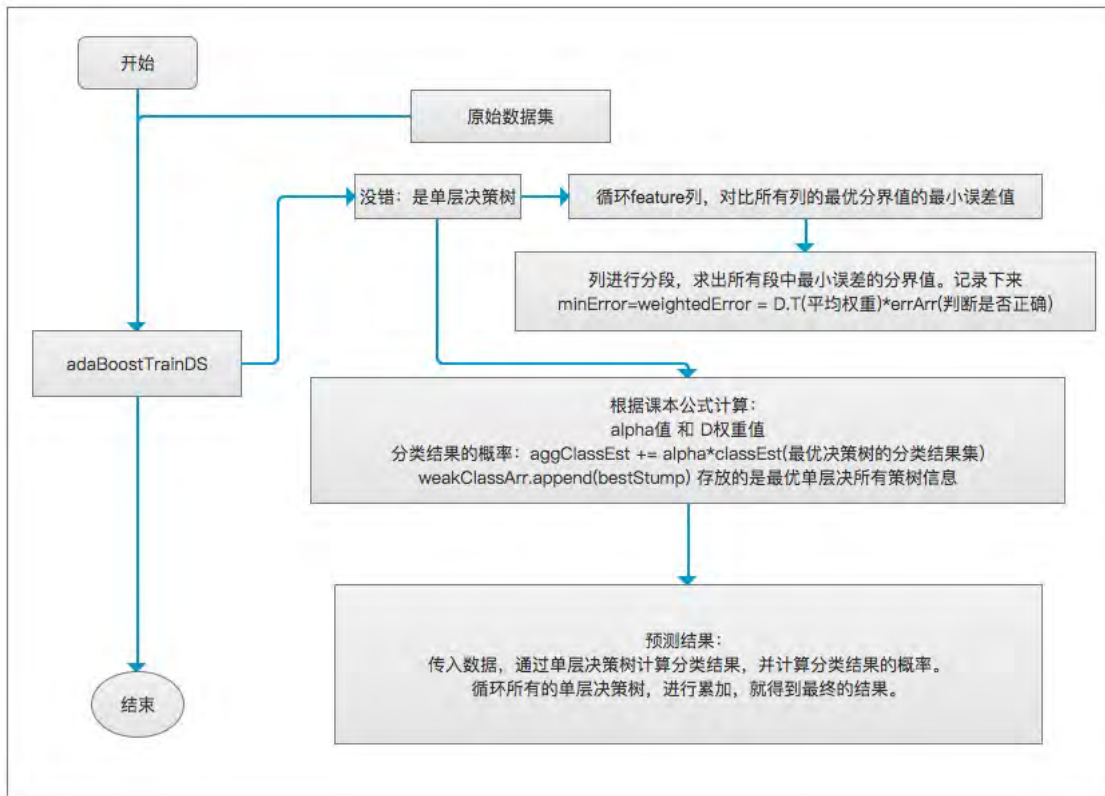 开始
原始数据集
没错：是单层决策树
循环feature列，对比所有列的最优分界值的最小误差值
列进行分段，求出所有段中最小误差的分界值。记录下来
minError=weightedError = D.T(平均权重)*errArr(判断是否正确)
adaBoostTrainDS
根据课本公式计算：
alpha值 和 D权重值
分类结果的概率：aggClassEst += alpha*classEst(最优决策树的分类结果集)
weakClassArr.append(bestStump) 存放的是最优单层决所有策树信息
预测结果：
传入数据，通过单层决策树计算分类结果，并计算分类结果的概率。
循环所有的单层决策树，进行累加，就得到最终的结果。
结束